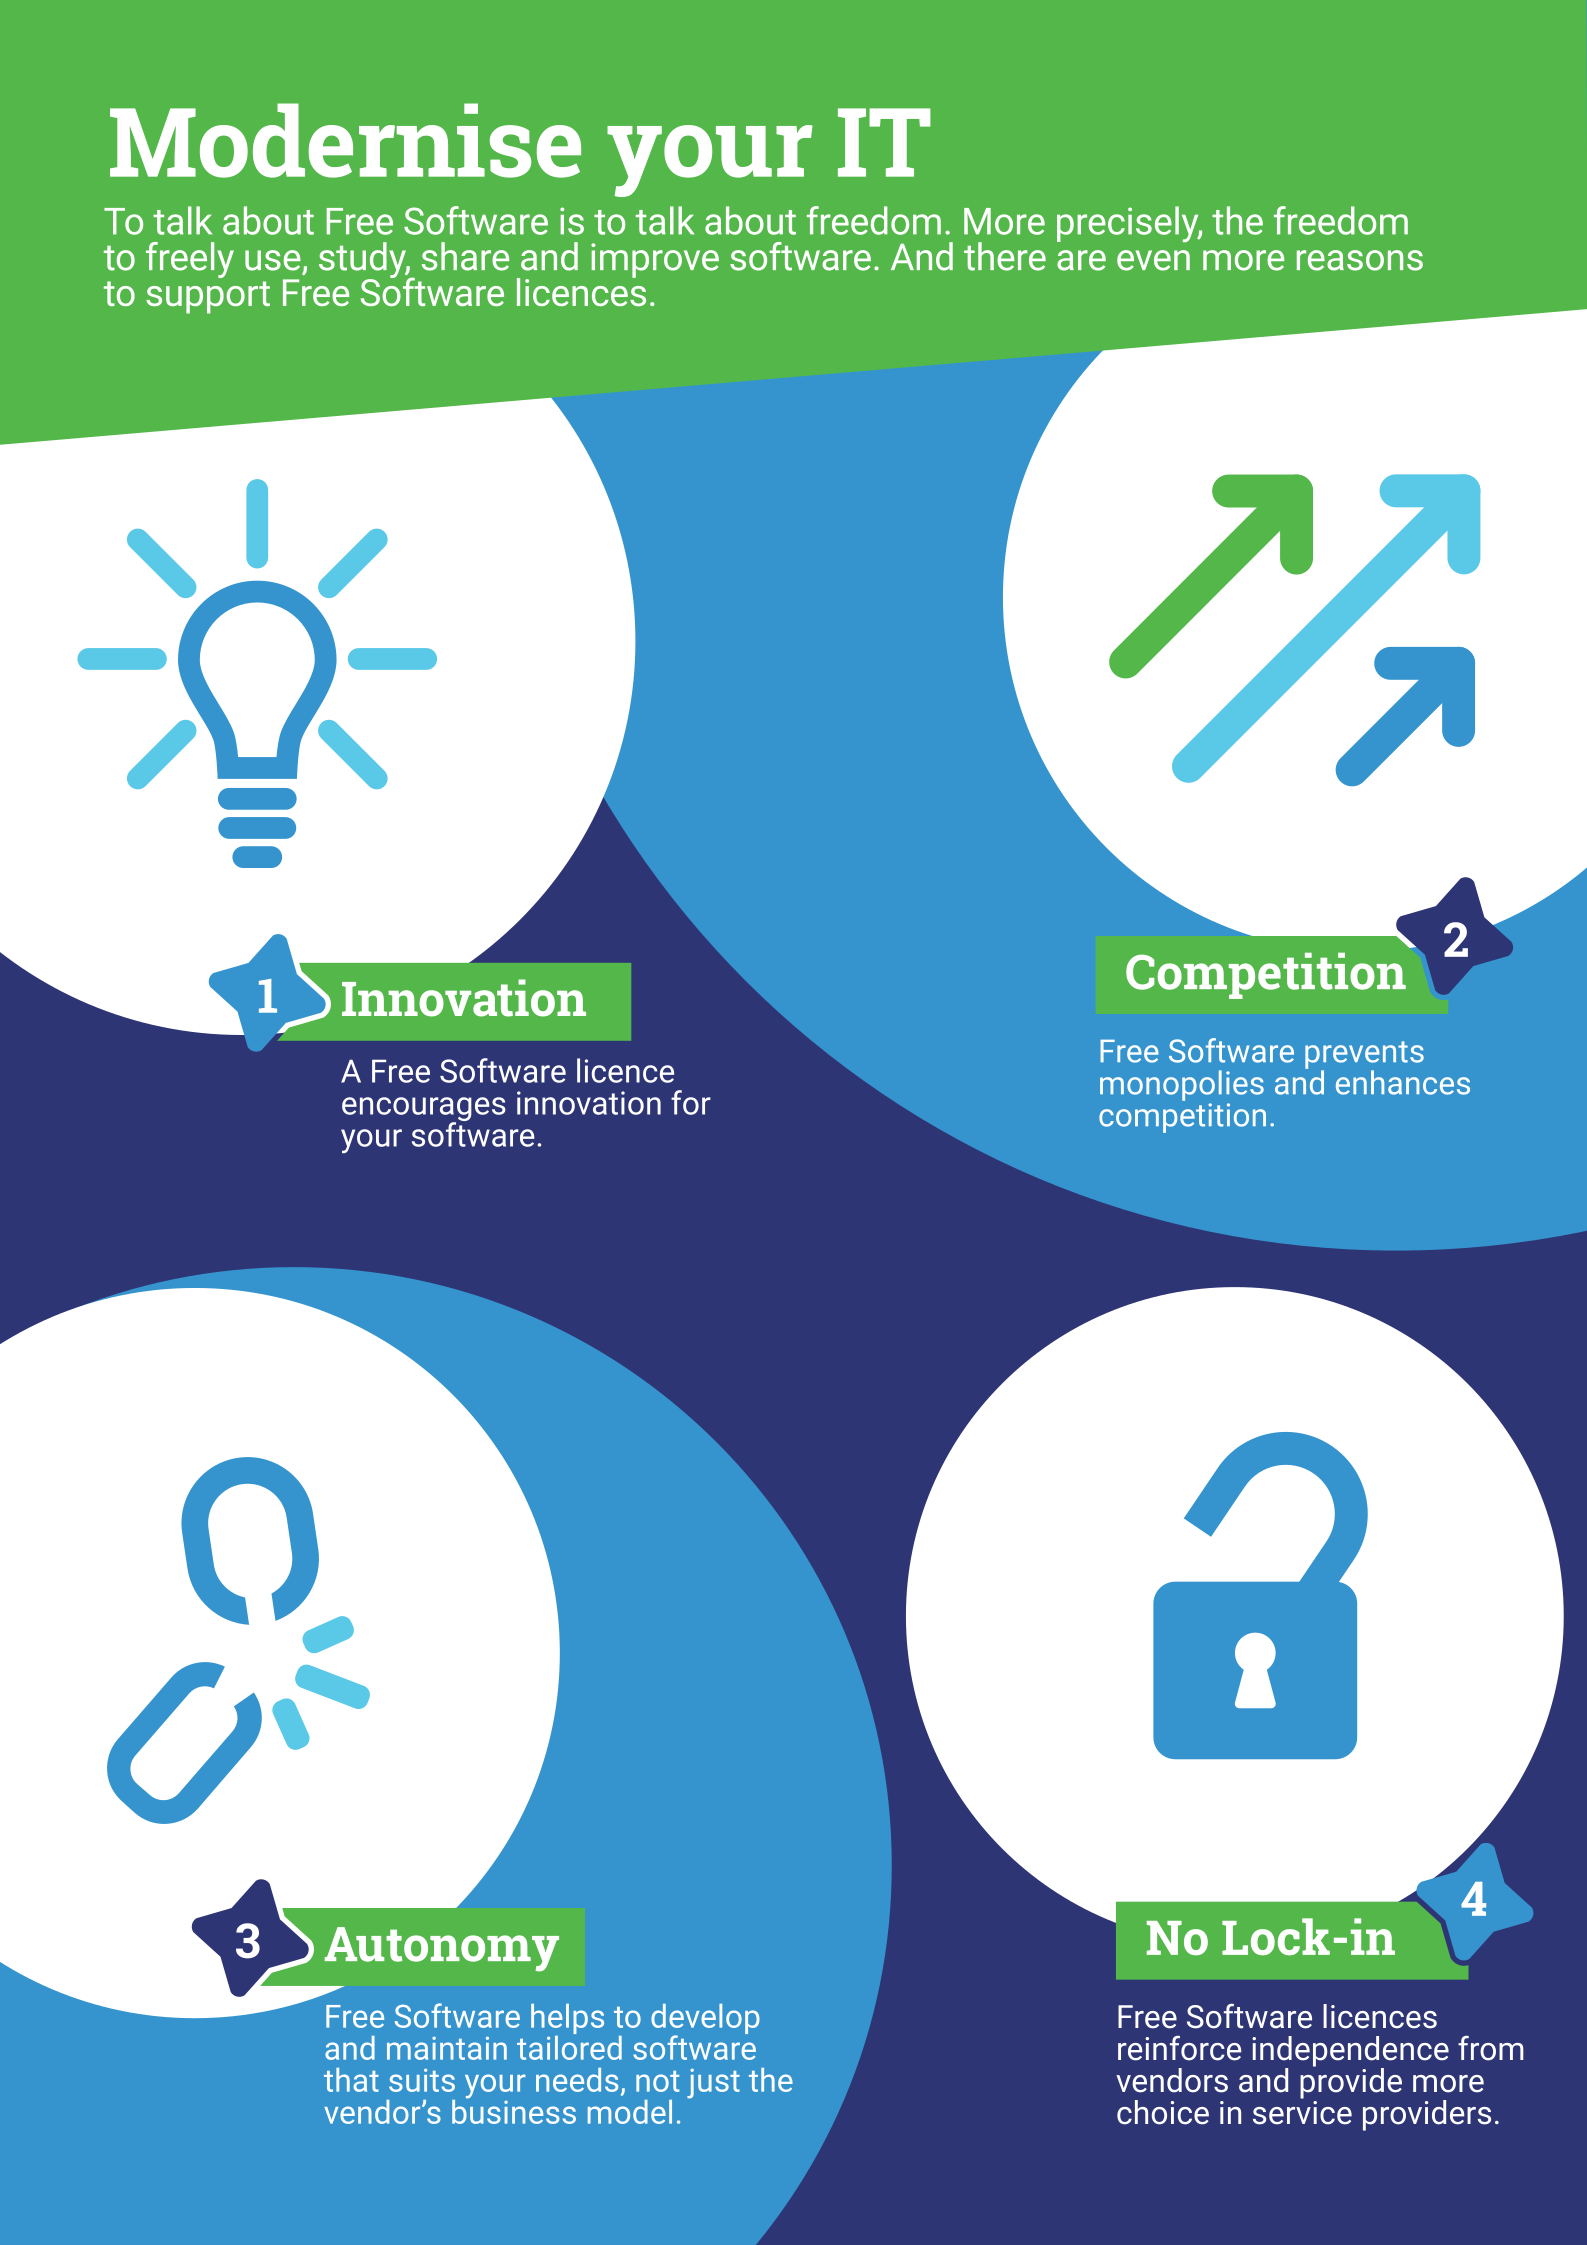 Modernise your IT
To talk about Free Software is to talk about freedom. More precisely, the freedom
to freely use, study, share and improve software. And there are even more reasons
to support Free Software licences.
1
Innovation
A Free Software licence
encourages innovation for
your software.
2
Competition
Free Software prevents
monopolies and enhances
competition.
3
Autonomy
Free Software helps to develop
and maintain tailored software
that suits your needs, not just the
vendor’s business model.
4
No Lock-in
Free Software licences
reinforce independence from
vendors and provide more
choice in service providers.